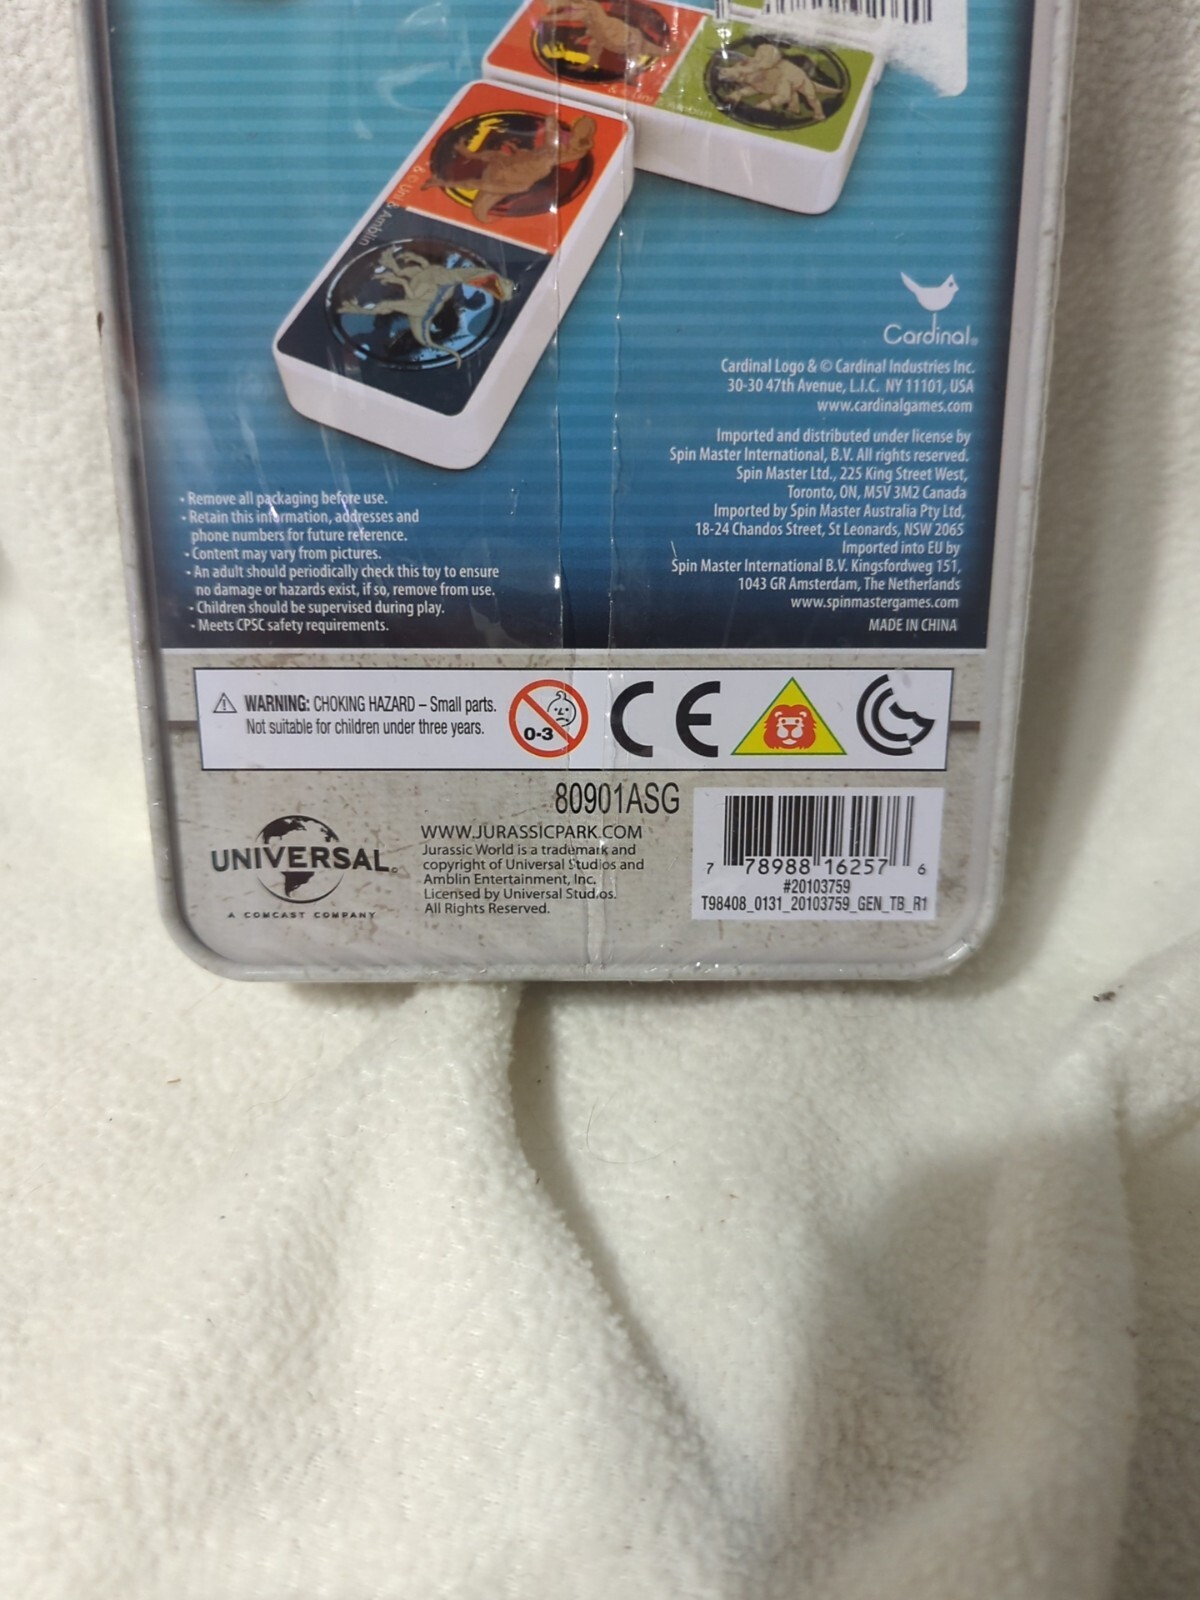 & © Uni & Amblin
Cardinal®
Cardinal Logo & © Cardinal Industries Inc.
30-30 47th Avenue, L.I.C. NY 11101, USA
www.cardinalgames.com
Imported and distributed under license by
Spin Master International, B.V. All rights reserved.
Spin Master Ltd., 225 King Street West,
Toronto, ON, M5V 3M2 Canada
Imported by Spin Master Australia Pty Ltd,
18-24 Chandos Street, St Leonards, NSW 2065
Imported into EU by
Spin Master International B.V. Kingsfordweg 151,
1043 GR Amsterdam, The Netherlands
www.spinmastergames.com
MADE IN CHINA
• Remove all packaging before use.
• Retain this information, addresses and
phone numbers for future reference.
• Content may vary from pictures.
• An adult should periodically check this toy to ensure
no damage or hazards exist, if so, remove from use.
• Children should be supervised during play.
• Meets CPSC safety requirements.
WARNING: CHOKING HAZARD – Small parts.
Not suitable for children under three years.
0-3
CE
80901ASG
UNIVERSAL®
A COMCAST COMPANY
WWW.JURASSICPARK.COM
Jurassic World is a trademark and
copyright of Universal Studios and
Amblin Entertainment, Inc.
Licensed by Universal Studios.
All Rights Reserved.
7 78988 16257 6
#20103759
T98408_0131_20103759_GEN_TB_R1